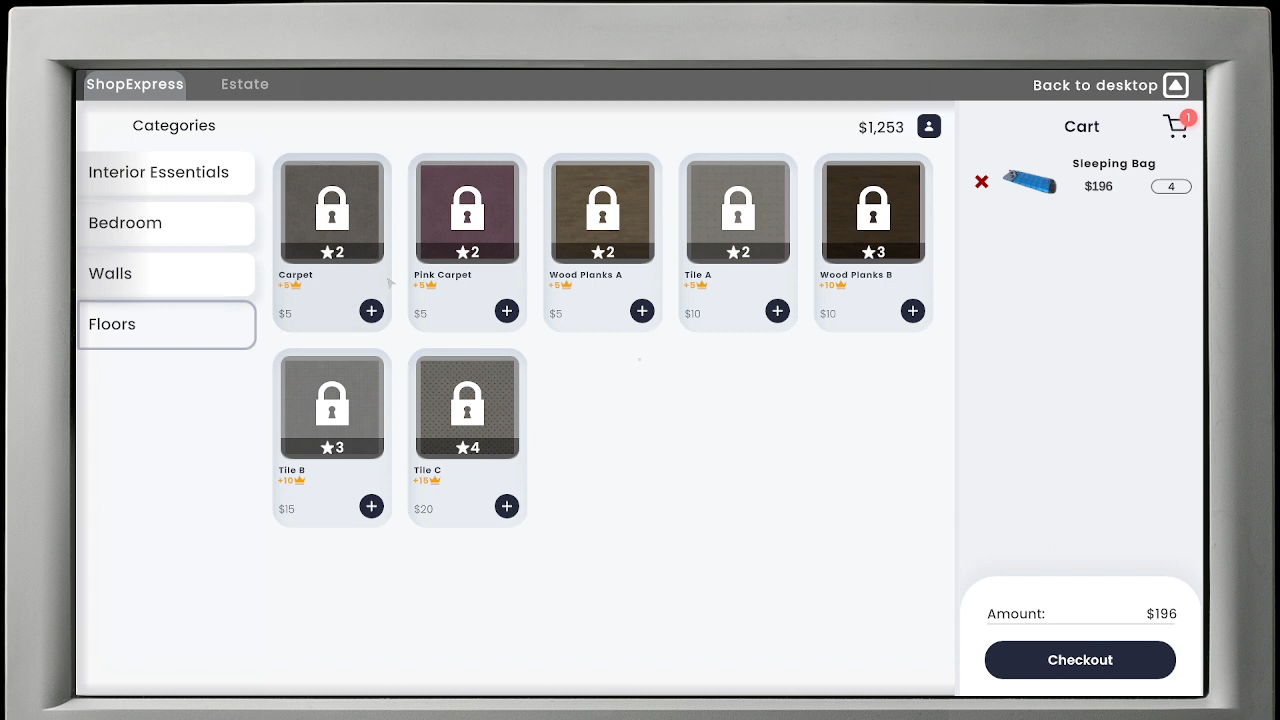 ShopExpress
Estate
Back to desktop
Categories
$1,253
Cart
1
Interior Essentials
Bedroom
Walls
Floors
2
Carpet
+5
$5
2
Pink Carpet
+5
$5
2
Wood Planks A
+5
$5
2
Tile A
+5
$10
3
Wood Planks B
+10
$10
3
Tile B
+10
$15
4
Tile C
+15
$20
Sleeping Bag
$196
4
Amount:
$196
Checkout